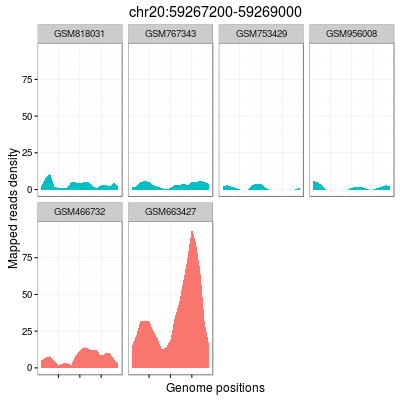 chr20:59267200-59269000
GSM818031 GSM767343 GSM753429 GSM956008
75
50
25
0
GSM466732 GSM663427
75
50
25
0
Mapped reads density
Genome positions